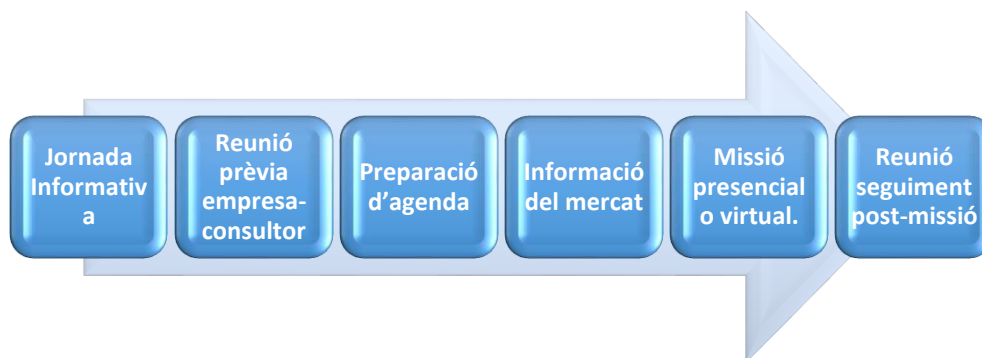 Jornada
Informativ
a
Reunió
prèvia
empresa-
consultor
Preparació
d’agenda
Informació
del mercat
Missió
presencial
o virtual.
Reunió
seguiment
post-missió